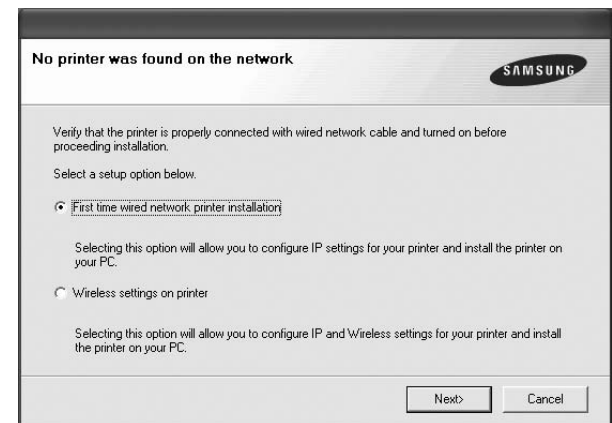 No printer was found on the network
SAMSUNG
Verify that the printer is properly connected with wired network cable and turned on before
proceeding installation.
Select a setup option below.
First time wired network printer installation
Selecting this option will allow you to configure IP settings for your printer and install the printer on
your PC.
Wireless settings on printer
Selecting this option will allow you to configure IP and Wireless settings for your printer and install
the printer on your PC.
Next>
Cancel